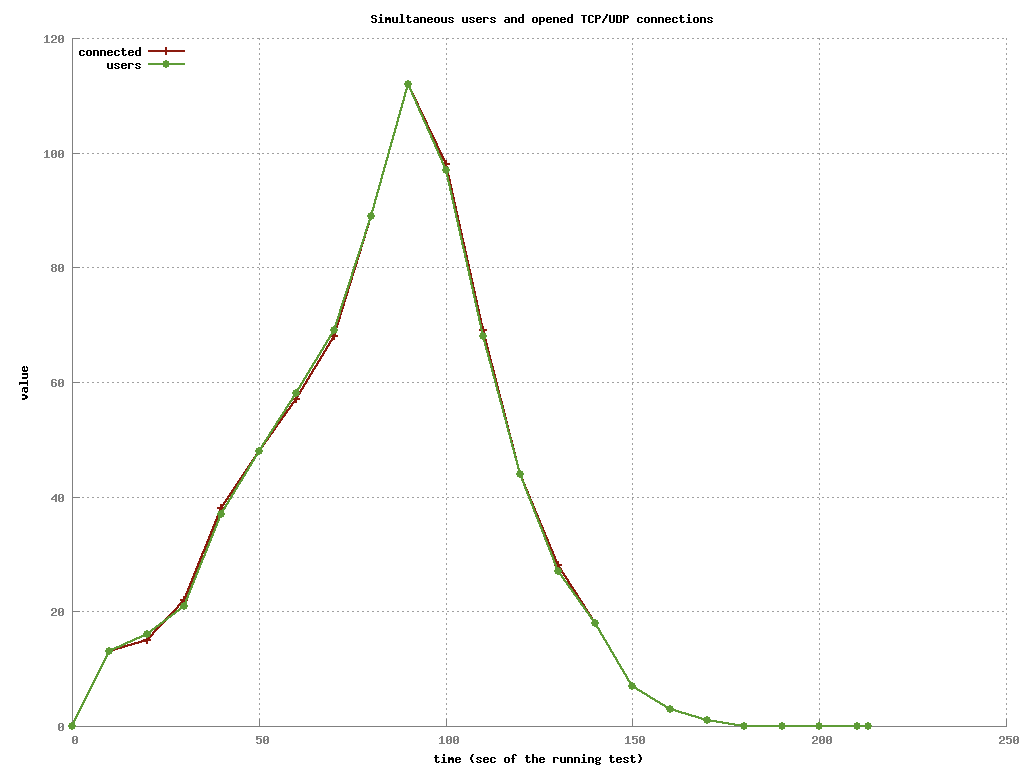 Simultaneous users and opened TCP/UDP connections
120
connected
users
100
80
value
60
40
20
0
0 50 100 150 200 250
time (sec of the running test)